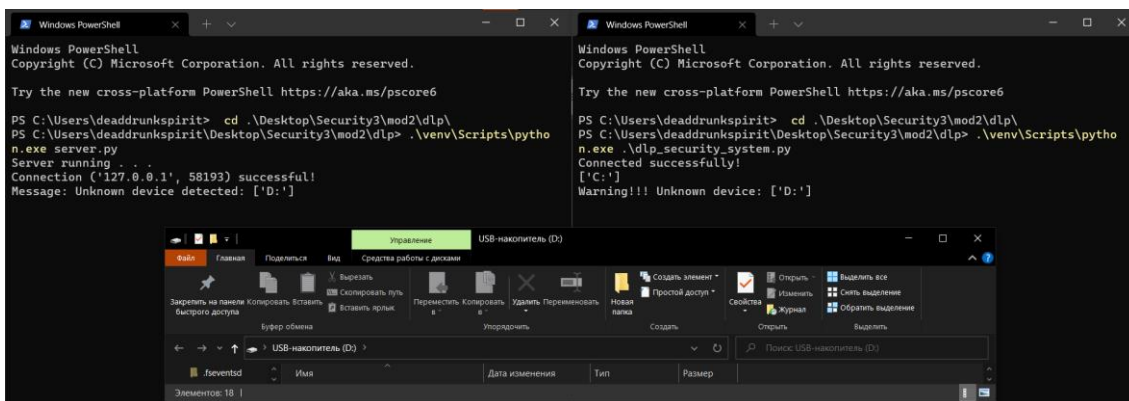 Windows PowerShell
Windows PowerShell
Copyright (C) Microsoft Corporation. All rights reserved.
Try the new cross-platform PowerShell https://aka.ms/pscore6
PS C:\Users\deaddrunkspirit>  cd .\Desktop\Security3\mod2\dlp\
PS C:\Users\deaddrunkspirit\Desktop\Security3\mod2\dlp> .\venv\Scripts\pytho
n.exe server.py
Server running . . .
Connection ('127.0.0.1', 58193) successful!
Message: Unknown device detected: ['D:']
Windows PowerShell
Windows PowerShell
Copyright (C) Microsoft Corporation. All rights reserved.
Try the new cross-platform PowerShell https://aka.ms/pscore6
PS C:\Users\deaddrunkspirit>  cd .\Desktop\Security3\mod2\dlp\
PS C:\Users\deaddrunkspirit\Desktop\Security3\mod2\dlp> .\venv\Scripts\pytho
n.exe .\dlp_security_system.py
Connected successfully!
['C:']
Warning!!! Unknown device: ['D:']
Управление USB-накопитель (D:)
Файл Главная Поделиться Вид Средства работы с дисками
Закрепить на панели быстрого доступа
Копировать
Вставить
Вырезать
Скопировать путь
Вставить ярлык
Переместить в
Копировать в
Удалить
Переименовать
Новая папка
Создать элемент
Простой доступ
Свойства
Открыть
Изменить
Журнал
Выделить все
Снять выделение
Обратить выделение
Буфер обмена Упорядочить Создать Открыть Выделить
USB-накопитель (D:)
Поиск: USB-накопитель (D:)
.fseventsd Имя Дата изменения Тип Размер
Элементов: 18